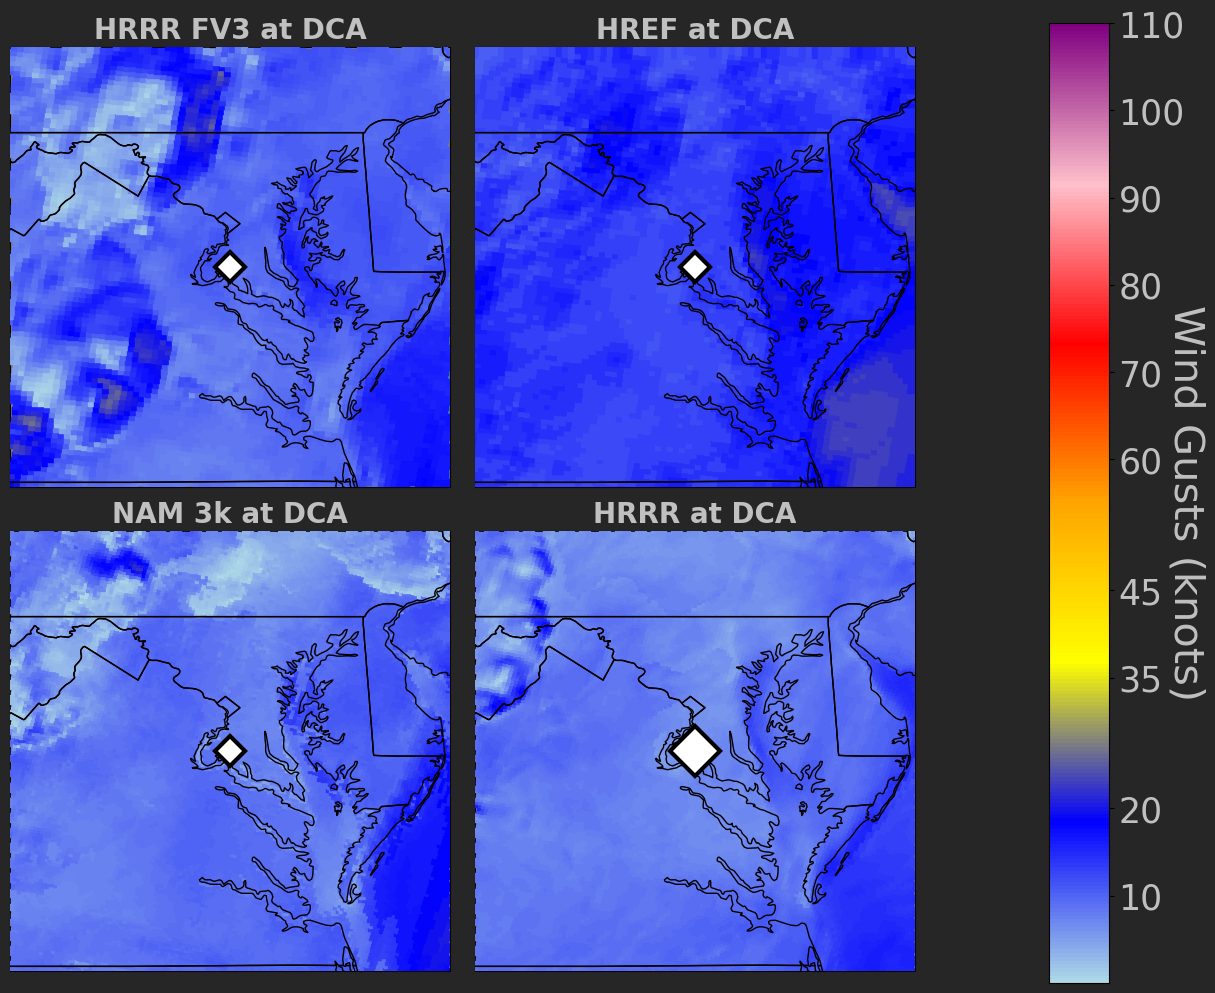 HRRR FV3 at DCA
HREF at DCA
NAM 3k at DCA
HRRR at DCA
110
100
90
80
70
60
45
35
20
10
Wind Gusts (knots)